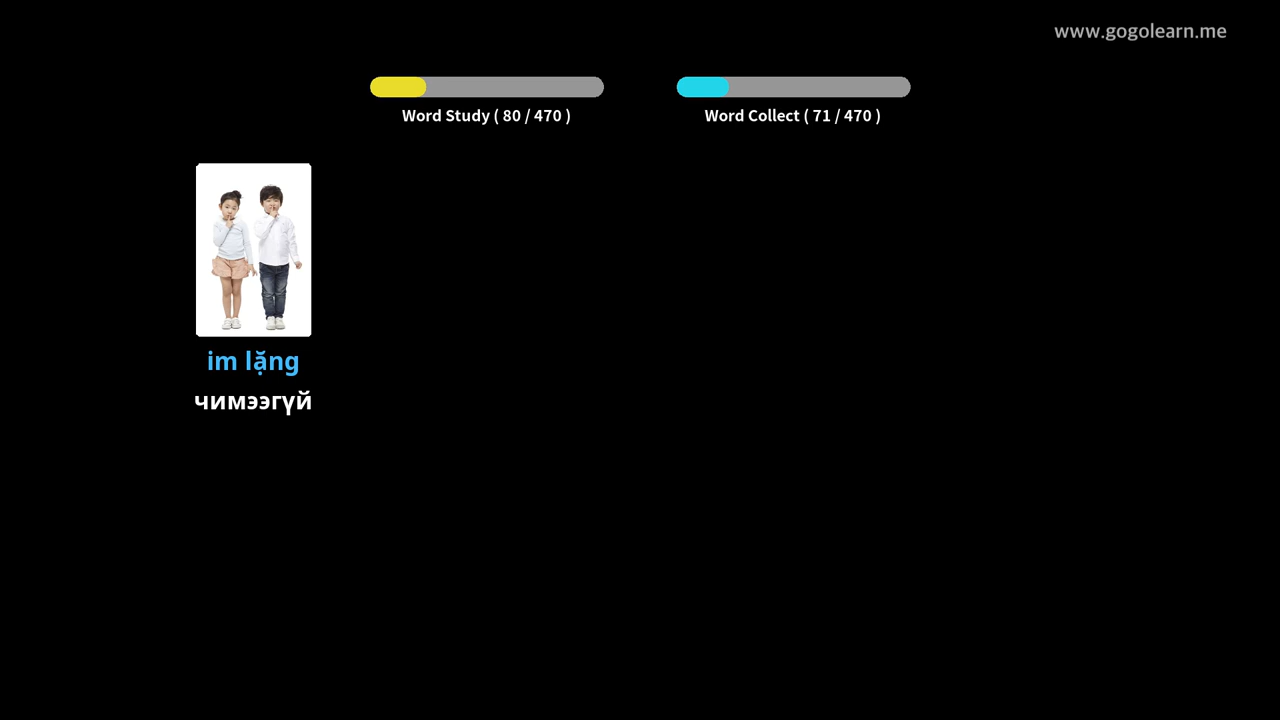 www.gogolearn.me
Word Study ( 80 / 470 )
Word Collect ( 71 / 470 )
im lặng
чимээгүй